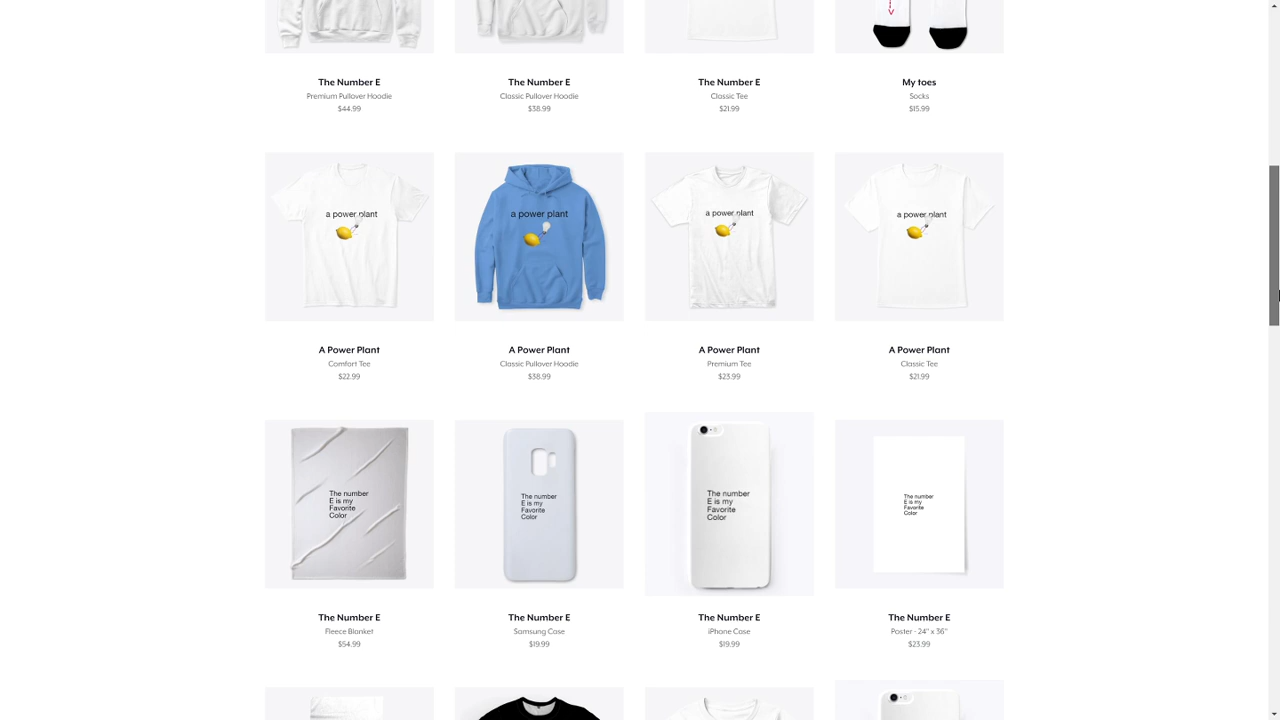 The Number E
Premium Pullover Hoodie
$44.99
The Number E
Classic Pullover Hoodie
$38.99
The Number E
Classic Tee
$21.99
My toes
Socks
$15.99
a power plant
a power plant
a power plant
a power plant
A Power Plant
Comfort Tee
$22.99
A Power Plant
Classic Pullover Hoodie
$38.99
A Power Plant
Premium Tee
$23.99
A Power Plant
Classic Tee
$21.99
The number
E is my
Favorite
Color
The number
E is my
Favorite
Color
The number
E is my
Favorite
Color
The number
E is my
Favorite
Color
The Number E
Fleece Blanket
$54.99
The Number E
Samsung Case
$19.99
The Number E
iPhone Case
$19.99
The Number E
Poster - 24" x 36"
$23.99